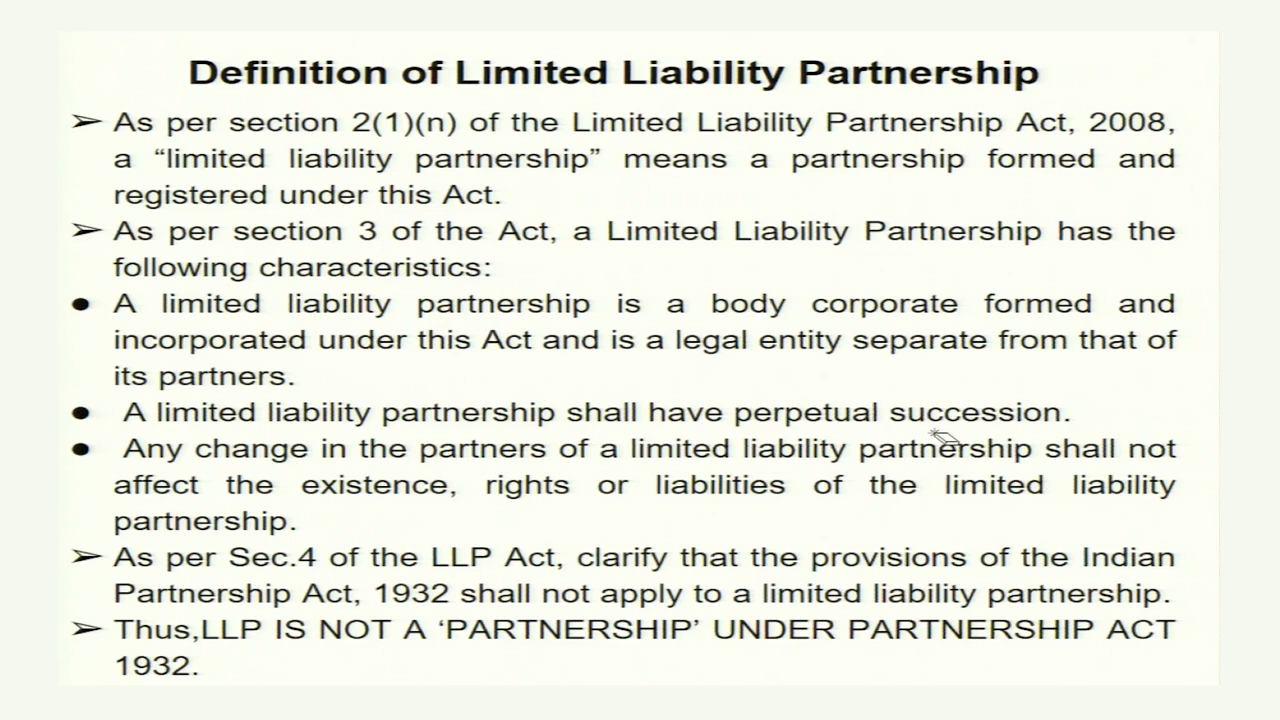 Definition of Limited Liability Partnership
➢ As per section 2(1)(n) of the Limited Liability Partnership Act, 2008,
a “limited liability partnership” means a partnership formed and
registered under this Act.
➢ As per section 3 of the Act, a Limited Liability Partnership has the
following characteristics:
● A limited liability partnership is a body corporate formed and
incorporated under this Act and is a legal entity separate from that of
its partners.
● A limited liability partnership shall have perpetual succession.
● Any change in the partners of a limited liability partnership shall not
affect the existence, rights or liabilities of the limited liability
partnership.
➢ As per Sec.4 of the LLP Act, clarify that the provisions of the Indian
Partnership Act, 1932 shall not apply to a limited liability partnership.
➢ Thus,LLP IS NOT A ‘PARTNERSHIP’ UNDER PARTNERSHIP ACT
1932.